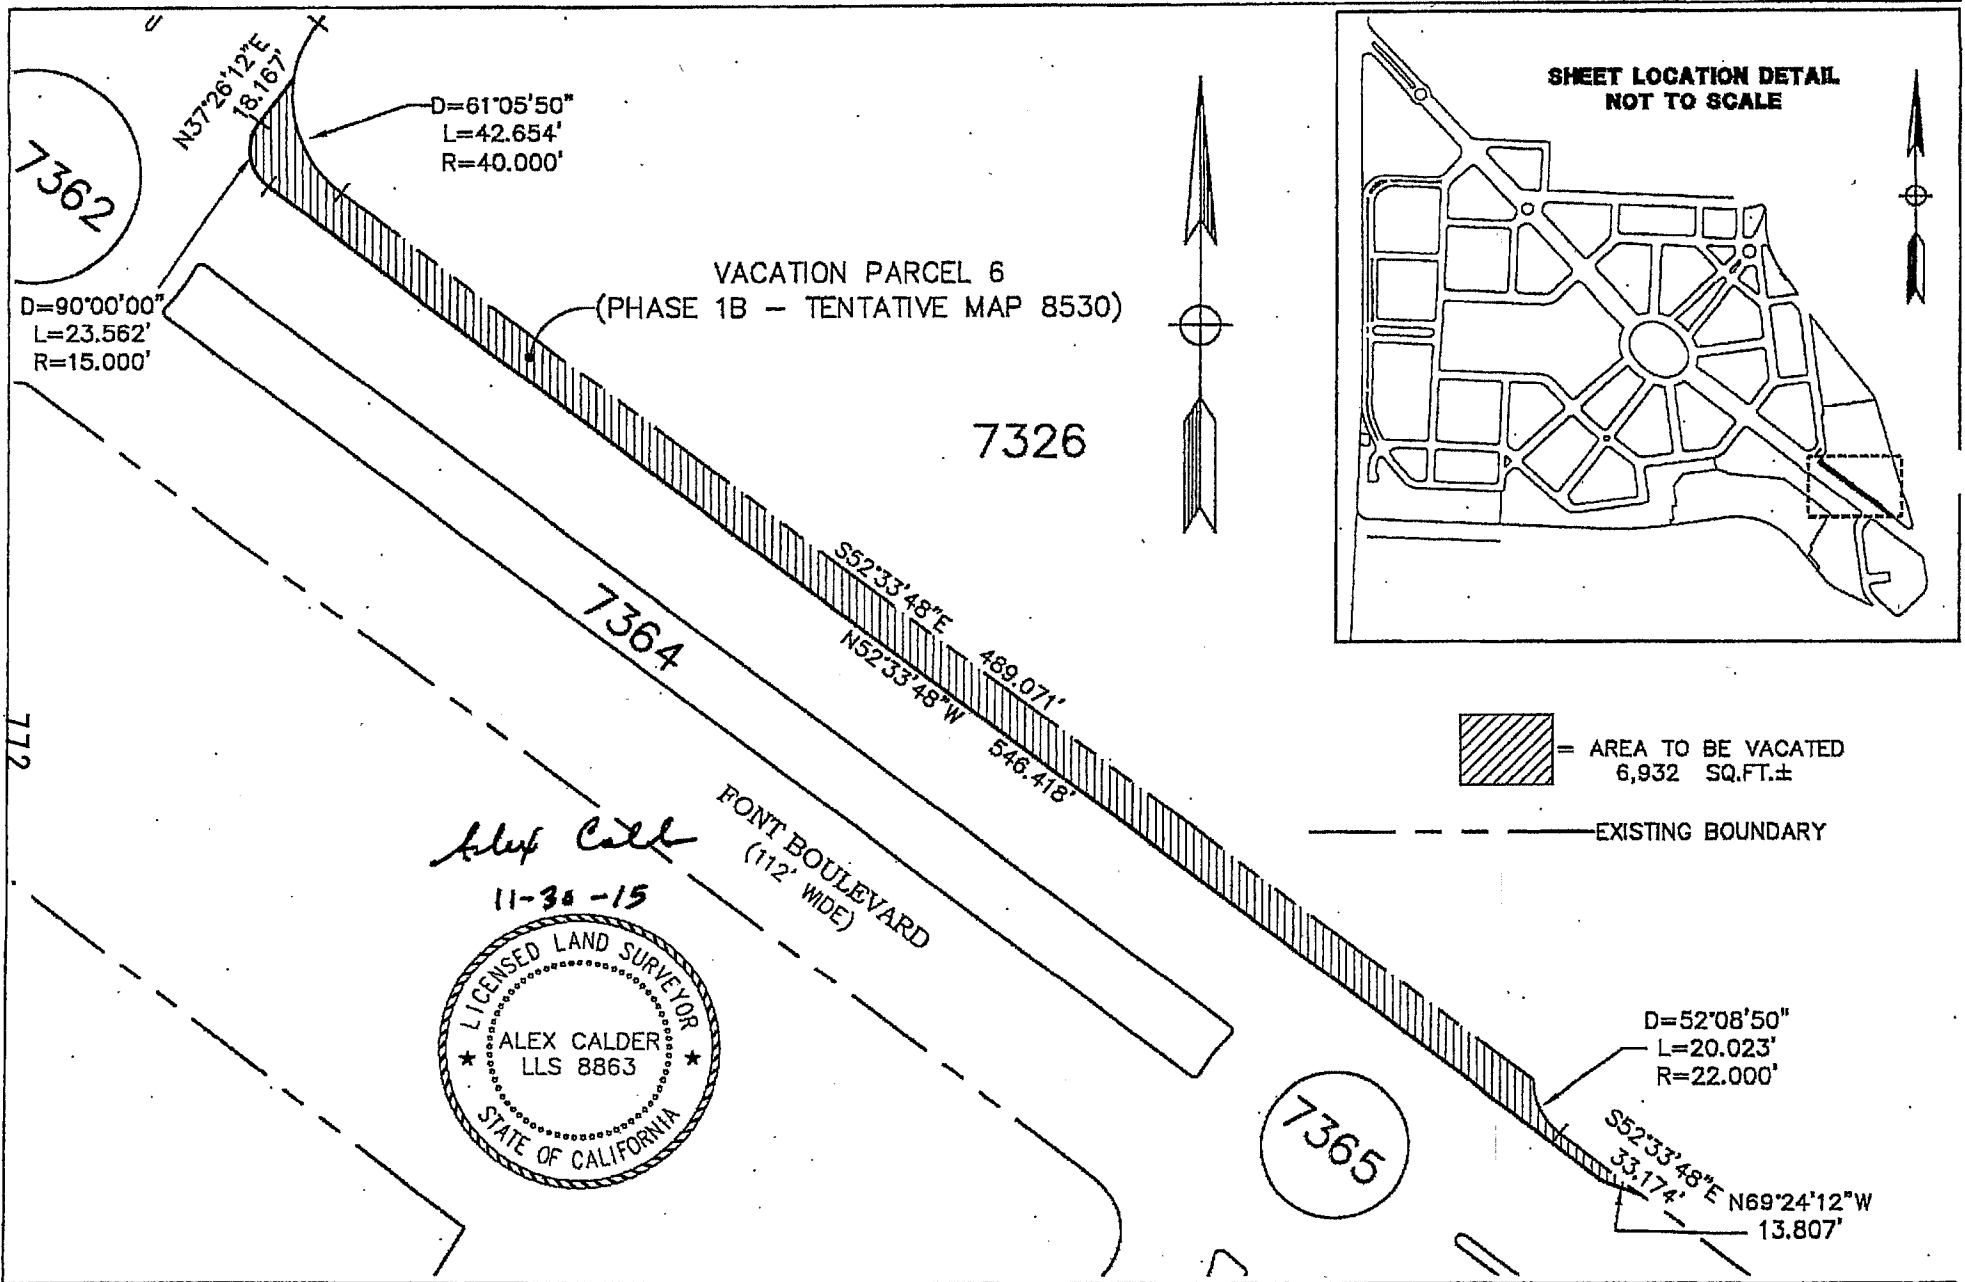 SHEET LOCATION DETAIL
NOT TO SCALE
N37°26'12"E
18.167'
7362
D=61°05'50"
L=42.654'
R=40.000'
D=90°00'00"
L=23.562'
R=15.000'
VACATION PARCEL 6
(PHASE 1B – TENTATIVE MAP 8530)
7326
S52°33'48"E 489.071'
N52°33'48"W 546.418'
7364
772
= AREA TO BE VACATED
6,932 SQ.FT.±
EXISTING BOUNDARY
FONT BOULEVARD
(112' WIDE)
11-30-15
LICENSED LAND SURVEYOR
ALEX CALDER
LLS 8863
STATE OF CALIFORNIA
7365
D=52°08'50"
L=20.023'
R=22.000'
S52°33'48"E
33.174'
N69°24'12"W
13.807'